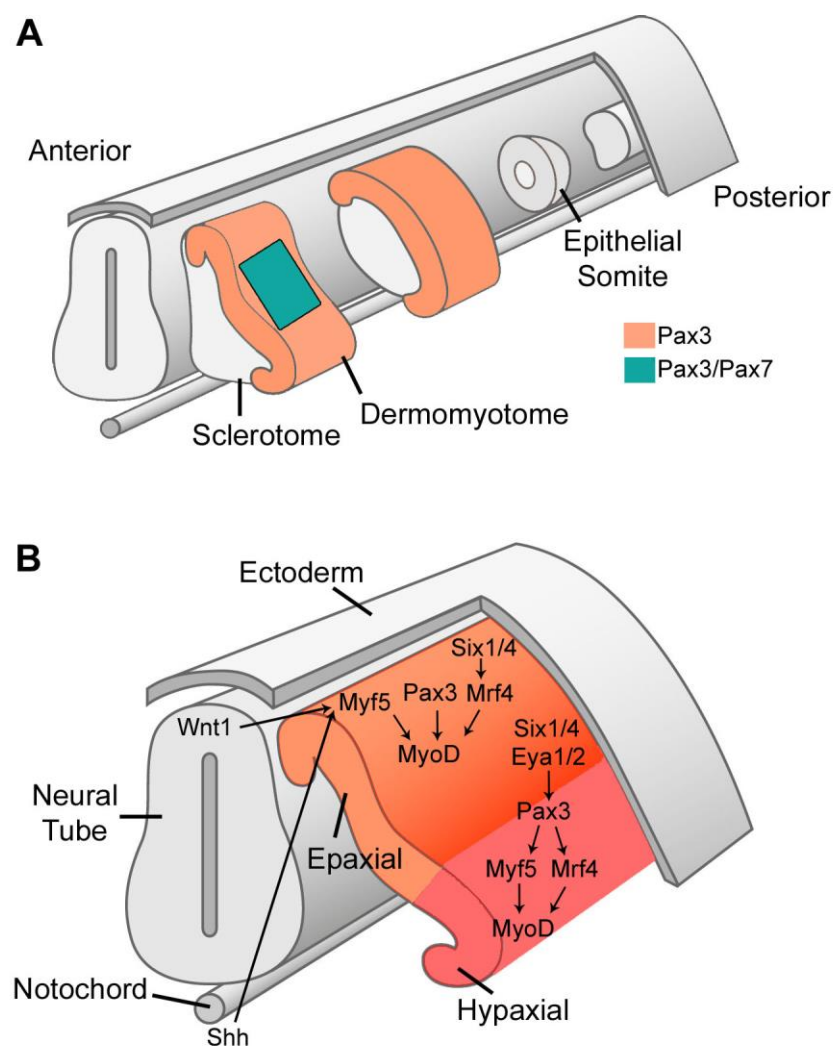 A
Anterior
Posterior
Epithelial
Somite
Pax3
Pax3/Pax7
Dermomyotome
Sclerotome
B
Ectoderm
Six1/4
Myf5 Pax3 Mrf4
Wnt1
MyoD
Six1/4
Eya1/2
Neural
Tube
Pax3
Epaxial
Myf5 Mrf4
MyoD
Notochord
Hypaxial
Shh